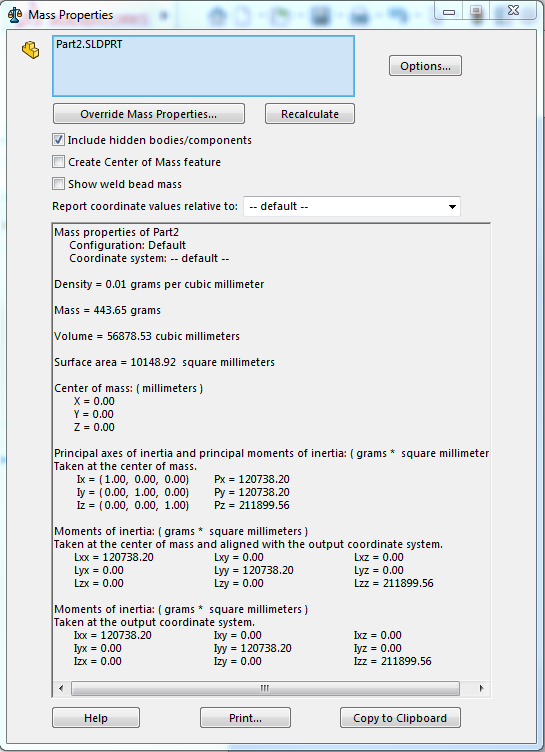 Mass Properties
Part2.SLDPRT
Options...
Override Mass Properties... Recalculate
Include hidden bodies/components
Create Center of Mass feature
Show weld bead mass
Report coordinate values relative to: -- default --
Mass properties of Part2
Configuration: Default
Coordinate system: -- default --
Density = 0.01 grams per cubic millimeter
Mass = 443.65 grams
Volume = 56878.53 cubic millimeters
Surface area = 10148.92 square millimeters
Center of mass: ( millimeters )
X = 0.00
Y = 0.00
Z = 0.00
Principal axes of inertia and principal moments of inertia: ( grams * square millimeter
Taken at the center of mass.
Ix = ( 1.00, 0.00, 0.00) Px = 120738.20
Iy = ( 0.00, 1.00, 0.00) Py = 120738.20
Iz = ( 0.00, 0.00, 1.00) Pz = 211899.56
Moments of inertia: ( grams * square millimeters )
Taken at the center of mass and aligned with the output coordinate system.
Lxx = 120738.20 Lxy = 0.00 Lxz = 0.00
Lyx = 0.00 Lyy = 120738.20 Lyz = 0.00
Lzx = 0.00 Lzy = 0.00 Lzz = 211899.56
Moments of inertia: ( grams * square millimeters )
Taken at the output coordinate system.
Ixx = 120738.20 Ixy = 0.00 Ixz = 0.00
Iyx = 0.00 Iyy = 120738.20 Iyz = 0.00
Izx = 0.00 Izy = 0.00 Izz = 211899.56
Help Print... Copy to Clipboard